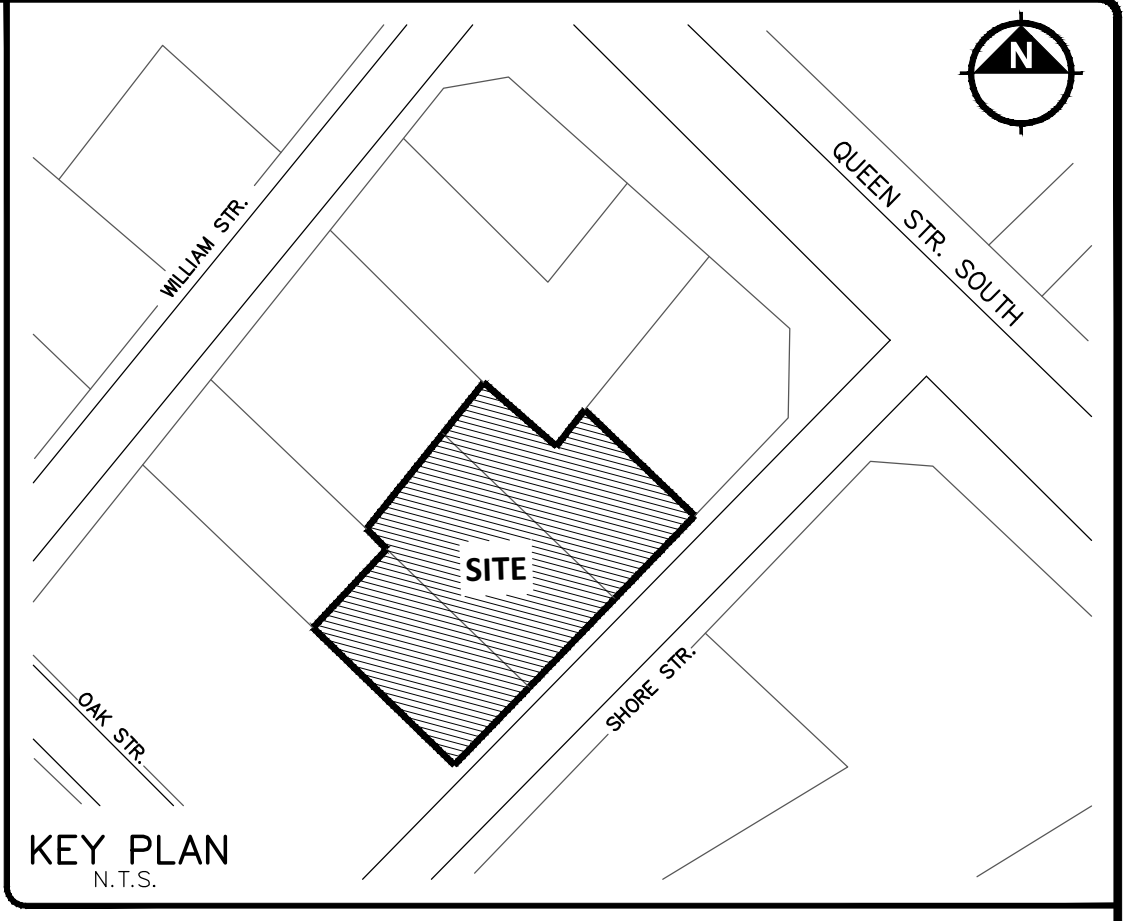 N
QUEEN STR. SOUTH
WILLIAM STR.
SITE
SHORE STR.
OAK STR.
KEY PLAN
N.T.S.